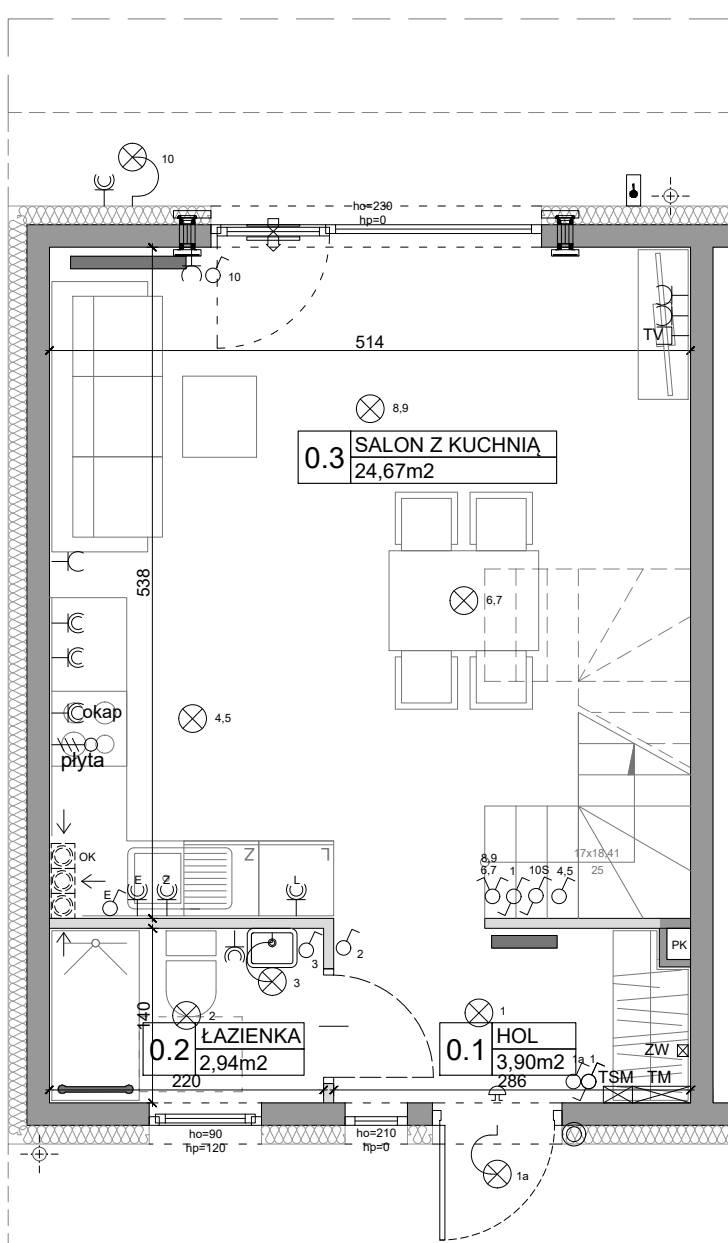 10
ho=230
hp=0
10
514
TV
8,9
0.3
SALON Z KUCHNIĄ
24,67m2
538
6,7
4,5
okap
płyta
Z
L
OK
E
E
Z
L
8,9
6,7
1
10S
4,5
17x18,41
25
PK
3
2
3
2
1
140
0.2
ŁAZIENKA
2,94m2
220
0.1
HOL
3,90m2
286
1a
1
ZW
TSM
TM
ho=90
hp=120
ho=210
hp=0
1a